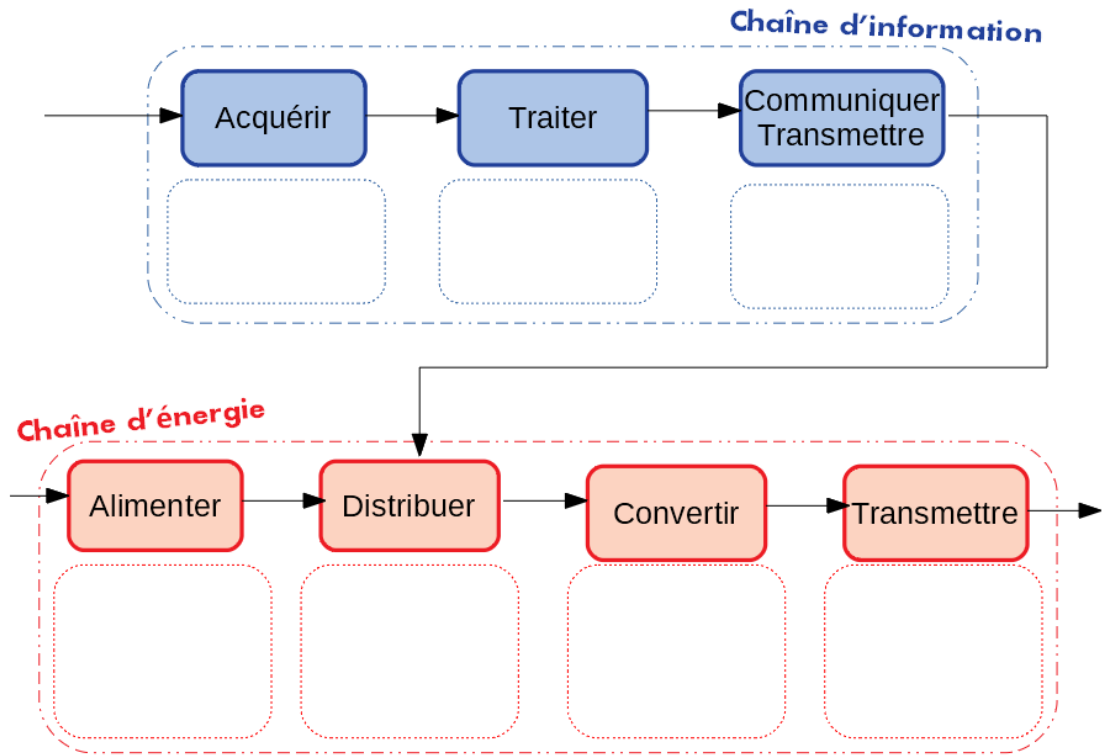 Chaîne d'information
Acquérir
Traiter
Communiquer
Transmettre
Chaîne d'énergie
Alimenter
Distribuer
Convertir
Transmettre